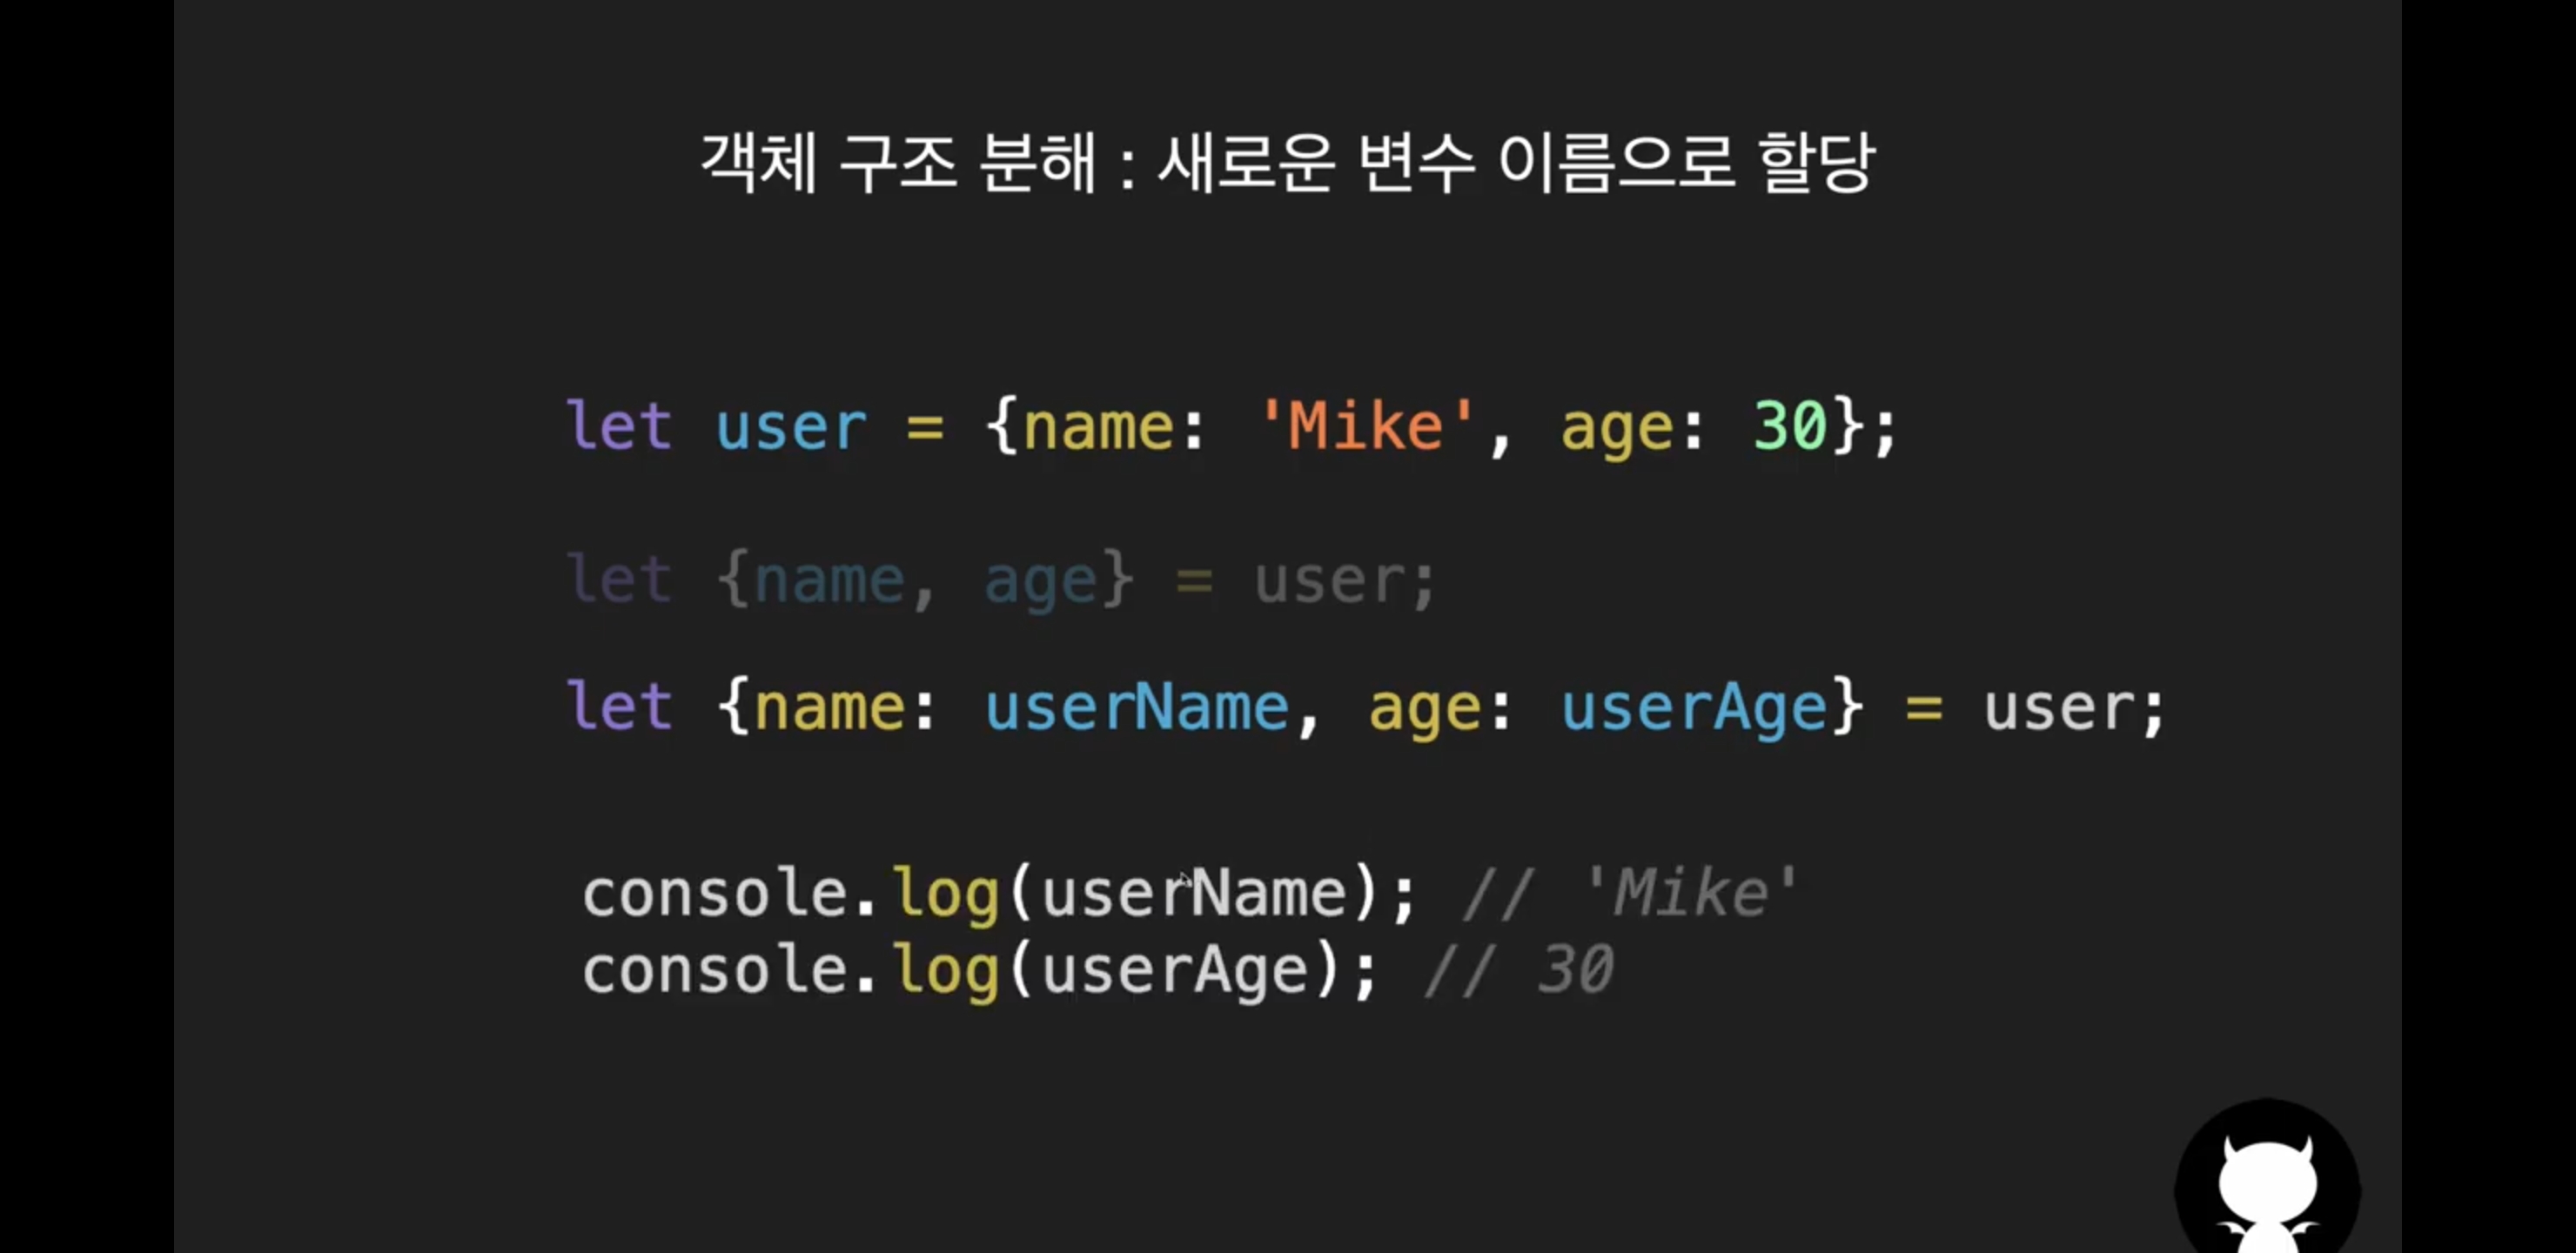 객체 구조 분해 : 새로운 변수 이름으로 할당
let user = {name: 'Mike', age: 30};
let {name, age} = user;
let {name: userName, age: userAge} = user;
console.log(userName); // 'Mike'
console.log(userAge); // 30